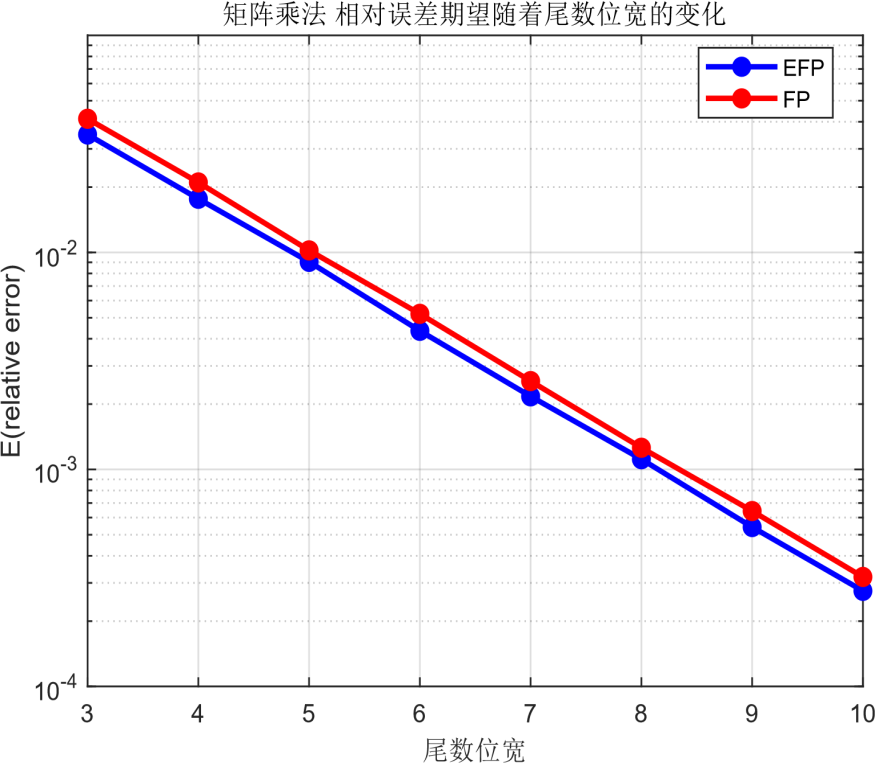 矩阵乘法 相对误差期望随着尾数位宽的变化
EFP
FP
E(relative error)
10^-2
10^-3
10^-4
3 4 5 6 7 8 9 10
尾数位宽